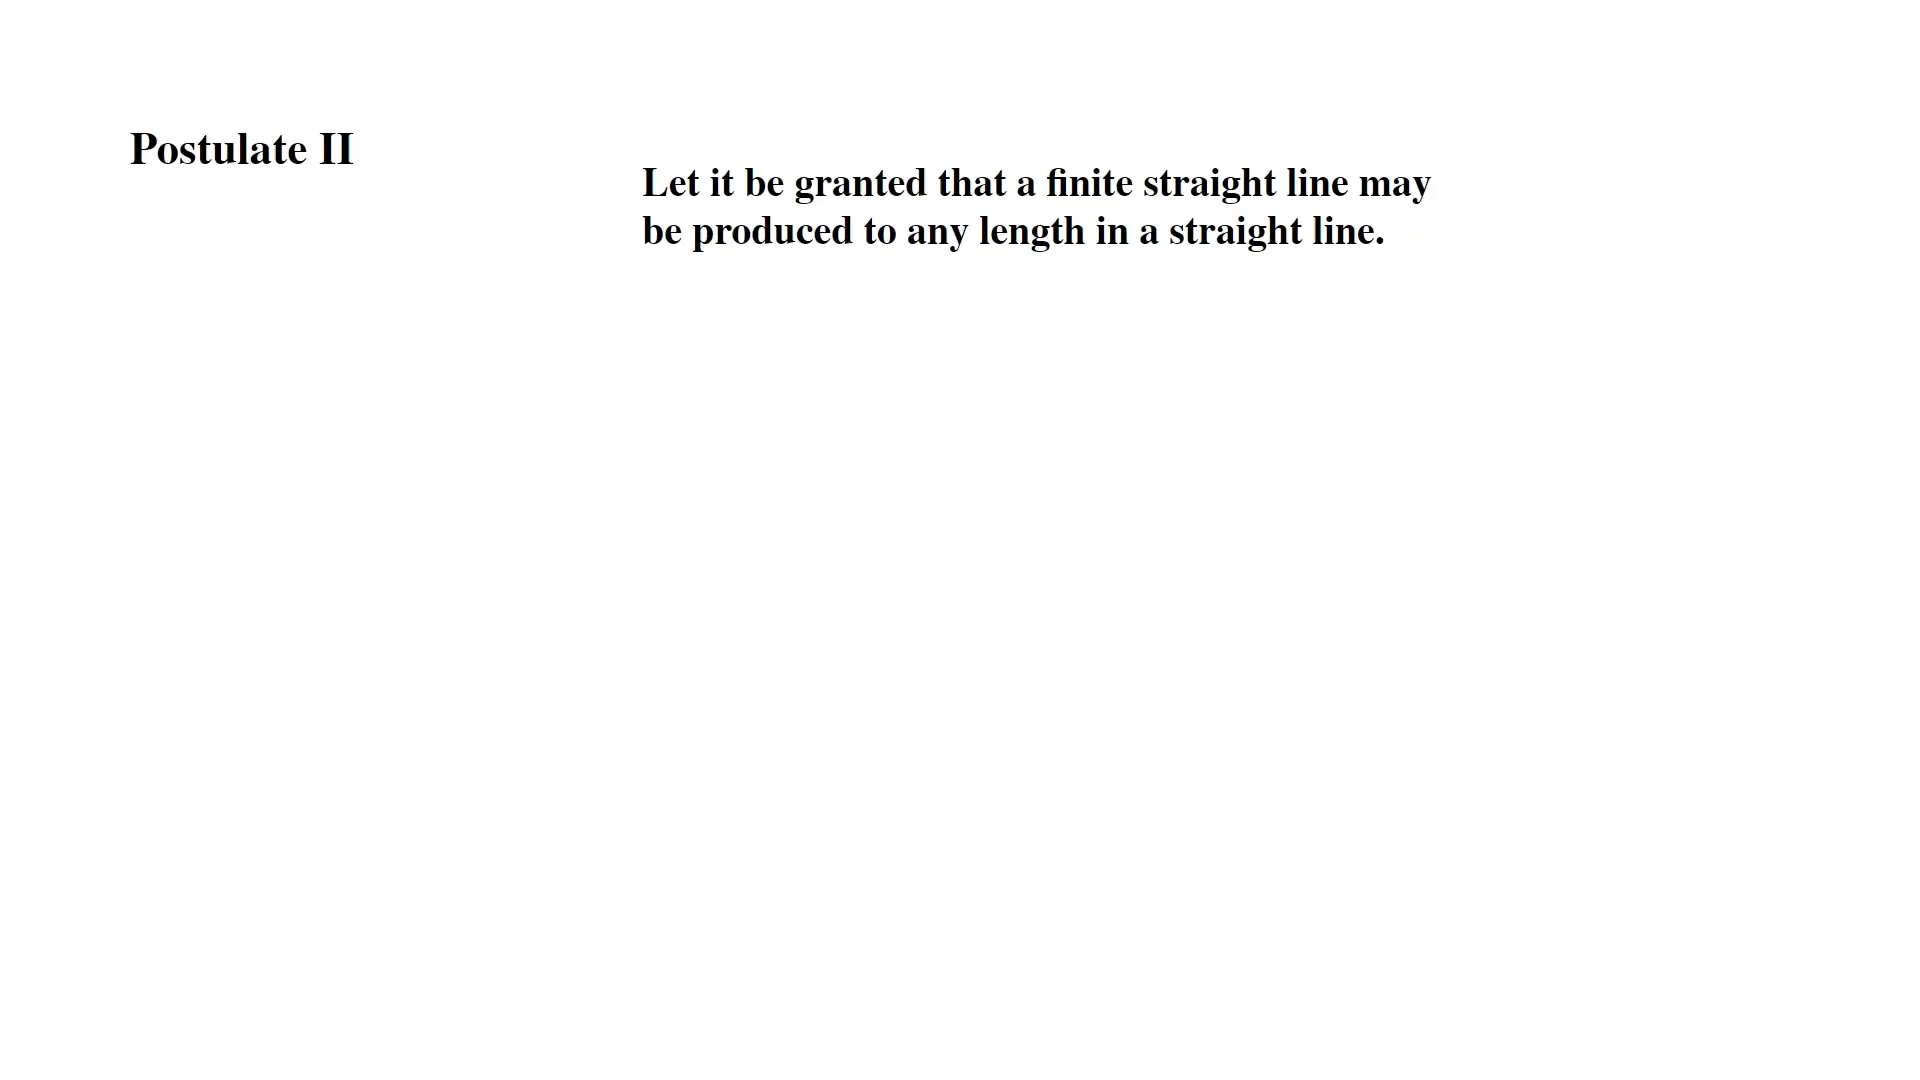 Postulate II
Let it be granted that a finite straight line may
be produced to any length in a straight line.